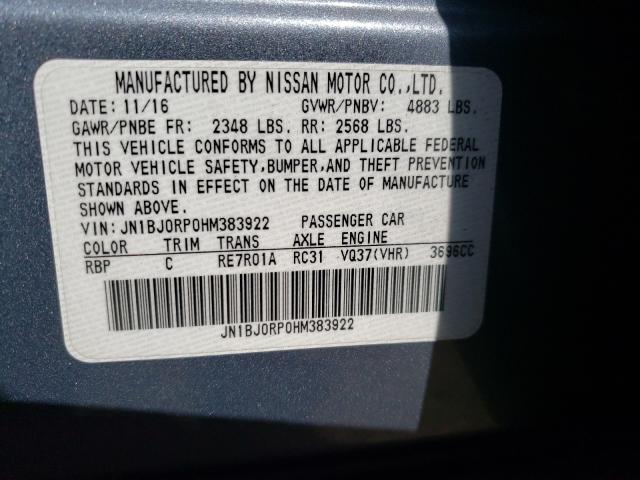 MANUFACTURED BY NISSAN MOTOR CO.,LTD.
DATE: 11/16 GVWR/PNBV: 4883 LBS.
GAWR/PNBE FR: 2348 LBS. RR: 2568 LBS.
THIS VEHICLE CONFORMS TO ALL APPLICABLE FEDERAL
MOTOR VEHICLE SAFETY,BUMPER,AND THEFT PREVENTION
STANDARDS IN EFFECT ON THE DATE OF MANUFACTURE
SHOWN ABOVE.
VIN:JN1BJ0RP0HM383922 PASSENGER CAR
COLOR TRIM TRANS AXLE ENGINE
RBP C RE7R01A RC31 VQ37(VHR) 3696CC
JN1BJ0RP0HM383922